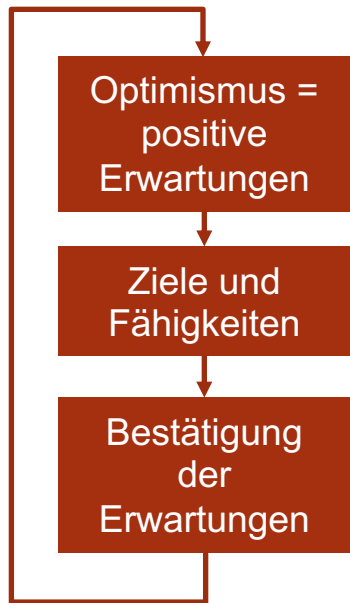 Optimismus =
positive
Erwartungen
Ziele und
Fähigkeiten
Bestätigung
der
Erwartungen